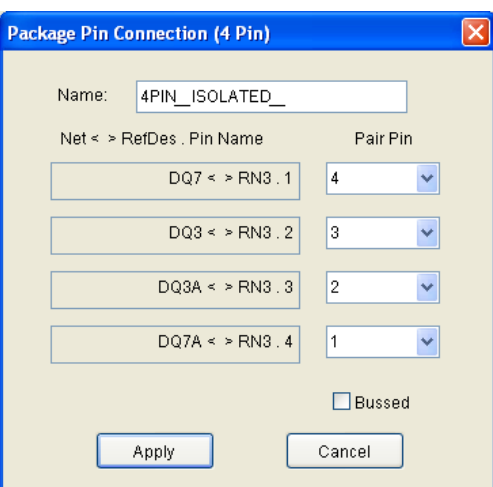 Package Pin Connection (4 Pin)
Name: 4PIN__ISOLATED__
Net < > RefDes . Pin Name Pair Pin
DQ7 < > RN3 . 1 4
DQ3 < > RN3 . 2 3
DQ3A < > RN3 . 3 2
DQ7A < > RN3 . 4 1
Bussed
Apply Cancel